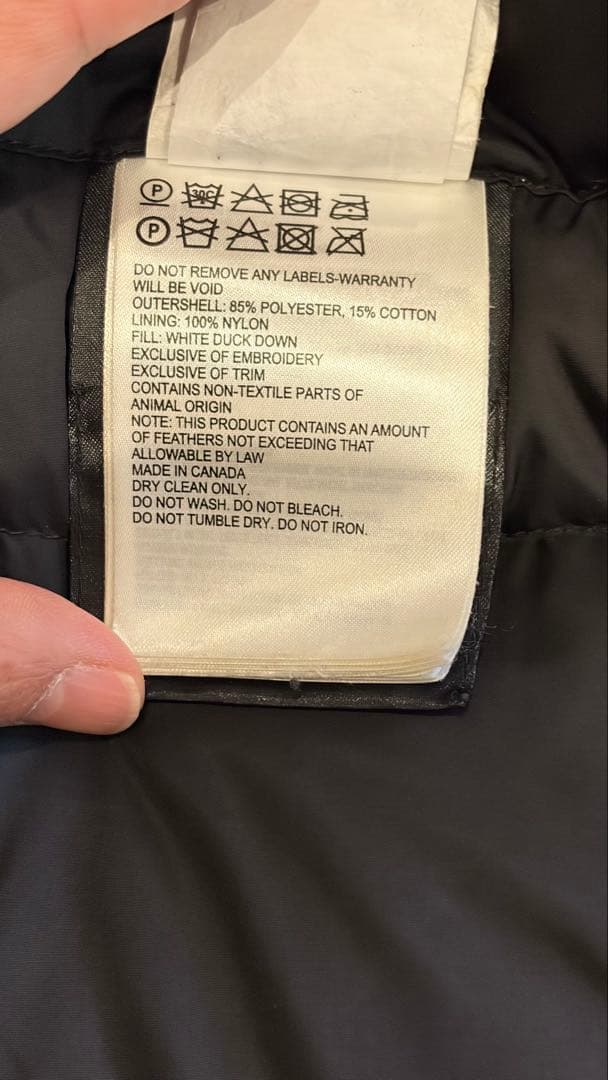 P 30C
P
DO NOT REMOVE ANY LABELS-WARRANTY
WILL BE VOID
OUTERSHELL: 85% POLYESTER, 15% COTTON
LINING: 100% NYLON
FILL: WHITE DUCK DOWN
EXCLUSIVE OF EMBROIDERY
EXCLUSIVE OF TRIM
CONTAINS NON-TEXTILE PARTS OF
ANIMAL ORIGIN
NOTE: THIS PRODUCT CONTAINS AN AMOUNT
OF FEATHERS NOT EXCEEDING THAT
ALLOWABLE BY LAW
MADE IN CANADA
DRY CLEAN ONLY.
DO NOT WASH. DO NOT BLEACH.
DO NOT TUMBLE DRY. DO NOT IRON.